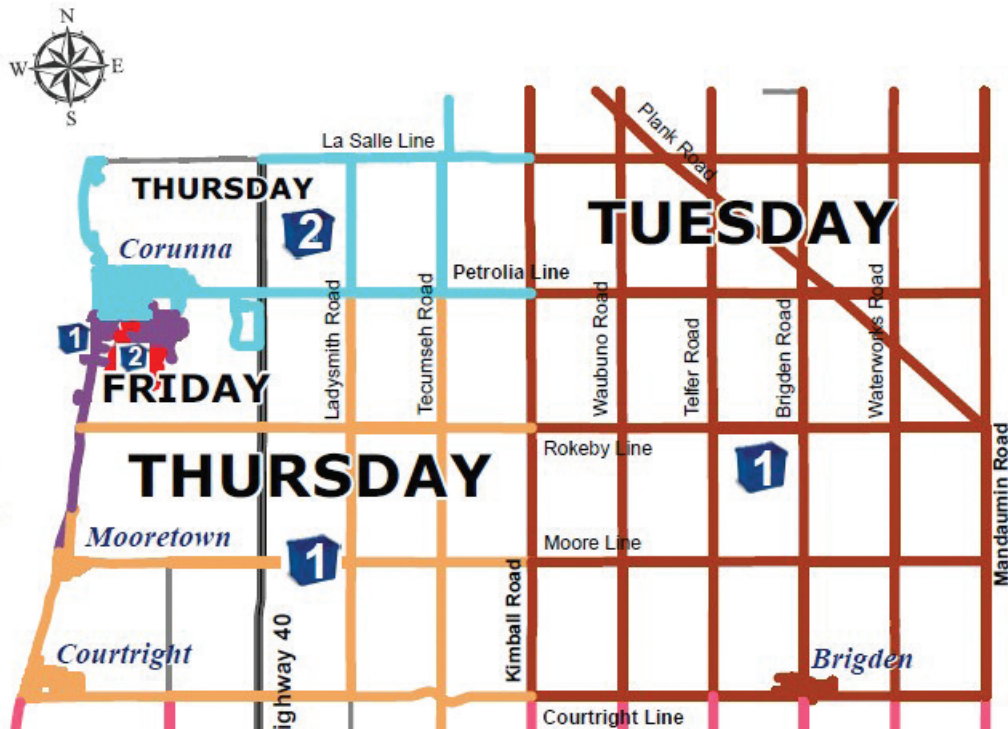 N
W
E
S
La Salle Line
Plank Road
THURSDAY
2
TUESDAY
Corunna
Petrolia Line
1
2
FRIDAY
Ladysmith Road
Tecumseh Road
Waubuno Road
Telfer Road
Brigden Road
Waterworks Road
Rokeby Line
THURSDAY
1
Mandaumin Road
Mooretown
1
Moore Line
Kimball Road
Courtright
ighway 40
Brigden
Courtright Line